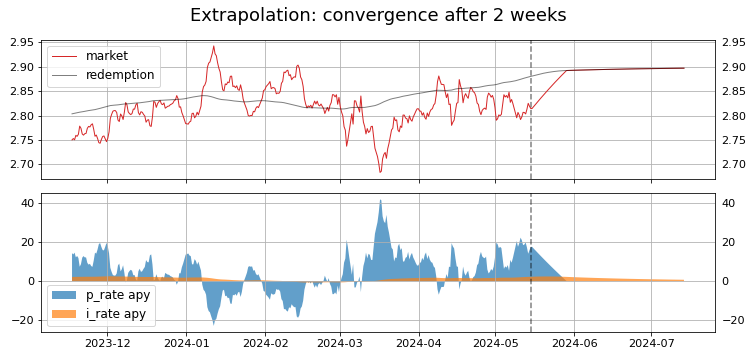 Extrapolation: convergence after 2 weeks
2.95 2.95
market
redemption
2.90 2.90
2.85 2.85
2.80 2.80
2.75 2.75
2.70 2.70
40 40
20 20
0 0
p_rate apy
i_rate apy
−20 −20
2023-12 2024-01 2024-02 2024-03 2024-04 2024-05 2024-06 2024-07